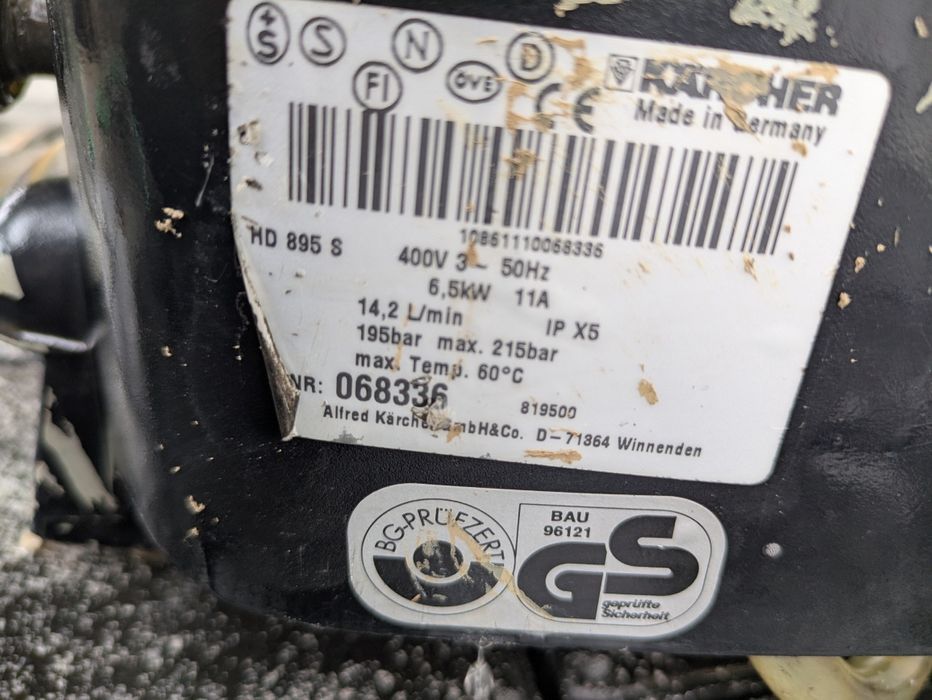 +S S N D
FI ÖVE CE
KÄRCHER
Made in Germany
10861110068336
HD 895 S 400V 3~ 50Hz
6,5kW 11A
14,2 L/min IP X5
195bar max. 215bar
max. Temp. 60°C
NR: 068336 819500
Alfred Kärcher GmbH&Co. D-71364 Winnenden
BG-PRÜFZERT
BAU
96121
GS
geprüfte
Sicherheit